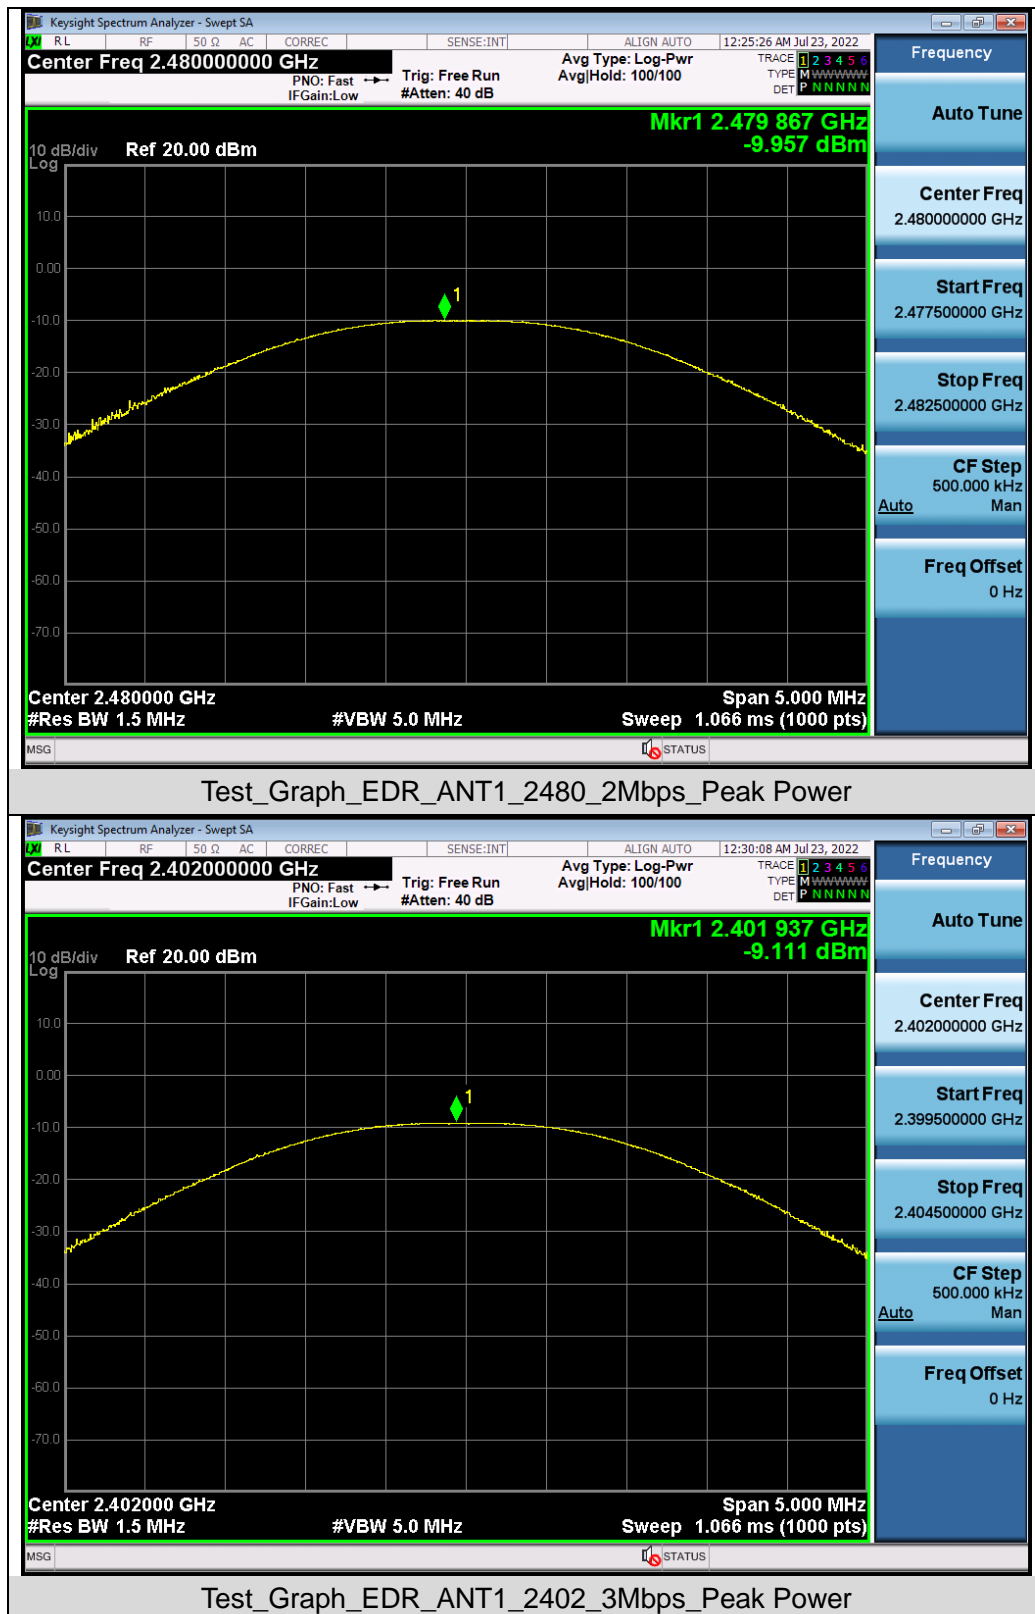 Keysight Spectrum Analyzer - Swept SA
LXI RL RF 50 Ω AC CORREC SENSE:INT ALIGN AUTO 12:25:26 AM Jul 23, 2022
Center Freq 2.480000000 GHz
PNO: Fast
IFGain:Low
Trig: Free Run
#Atten: 40 dB
Avg Type: Log-Pwr
Avg|Hold: 100/100
TRACE 1 2 3 4 5 6
TYPE M WWWWW
DET P N N N N N
Mkr1 2.479 867 GHz
-9.957 dBm
10 dB/div Ref 20.00 dBm
Log
10.0
0.00
1
-10.0
-20.0
-30.0
-40.0
-50.0
-60.0
-70.0
Center 2.480000 GHz Span 5.000 MHz
#Res BW 1.5 MHz #VBW 5.0 MHz Sweep 1.066 ms (1000 pts)
MSG STATUS
Frequency
Auto Tune
Center Freq
2.480000000 GHz
Start Freq
2.477500000 GHz
Stop Freq
2.482500000 GHz
CF Step
500.000 kHz
Auto Man
Freq Offset
0 Hz
Test_Graph_EDR_ANT1_2480_2Mbps_Peak Power
Keysight Spectrum Analyzer - Swept SA
LXI RL RF 50 Ω AC CORREC SENSE:INT ALIGN AUTO 12:30:08 AM Jul 23, 2022
Center Freq 2.402000000 GHz
PNO: Fast
IFGain:Low
Trig: Free Run
#Atten: 40 dB
Avg Type: Log-Pwr
Avg|Hold: 100/100
TRACE 1 2 3 4 5 6
TYPE M WWWWW
DET P N N N N N
Mkr1 2.401 937 GHz
-9.111 dBm
10 dB/div Ref 20.00 dBm
Log
10.0
0.00
1
-10.0
-20.0
-30.0
-40.0
-50.0
-60.0
-70.0
Center 2.402000 GHz Span 5.000 MHz
#Res BW 1.5 MHz #VBW 5.0 MHz Sweep 1.066 ms (1000 pts)
MSG STATUS
Frequency
Auto Tune
Center Freq
2.402000000 GHz
Start Freq
2.399500000 GHz
Stop Freq
2.404500000 GHz
CF Step
500.000 kHz
Auto Man
Freq Offset
0 Hz
Test_Graph_EDR_ANT1_2402_3Mbps_Peak Power